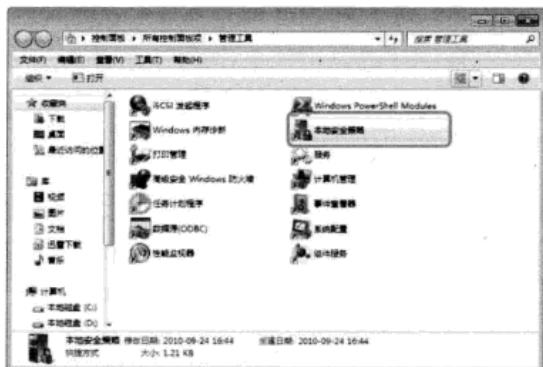 控制面板 ▸ 所有控制面板项 ▸ 管理工具
搜索 管理工具
文件(F) 编辑(E) 查看(V) 工具(T) 帮助(H)
组织 打开
收藏夹
下载
桌面
最近访问的位置
库
视频
图片
文档
迅雷下载
音乐
计算机
本地磁盘 (C:)
本地磁盘 (D:)
iSCSI 发起程序
Windows 内存诊断
打印管理
高级安全 Windows 防火墙
任务计划程序
数据源(ODBC)
性能监视器
Windows PowerShell Modules
本地安全策略
服务
计算机管理
事件查看器
系统配置
组件服务
本地安全策略 修改日期: 2010-09-24 16:44 创建日期: 2010-09-24 16:44
快捷方式 大小: 1.21 KB